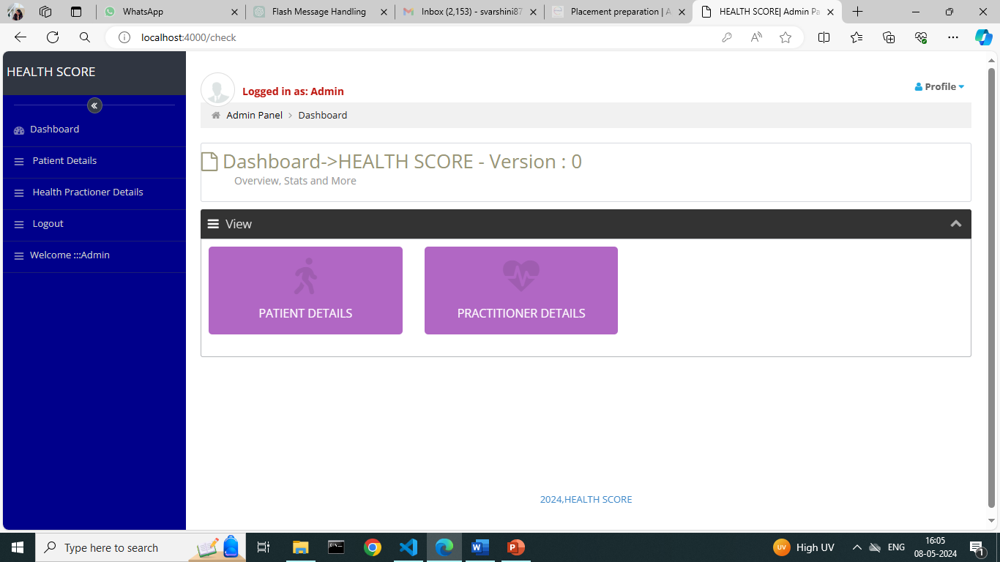 WhatsApp
Flash Message Handling
Inbox (2,153) - svarshini87
Placement preparation | A
HEALTH SCORE| Admin Pa
localhost:4000/check
HEALTH SCORE
Logged in as: Admin
Profile
Admin Panel > Dashboard
Dashboard
Patient Details
Health Practioner Details
Logout
Welcome :::Admin
Dashboard->HEALTH SCORE - Version : 0
Overview, Stats and More
View
PATIENT DETAILS
PRACTITIONER DETAILS
2024,HEALTH SCORE
Type here to search
UV
High UV
ENG
16:05
08-05-2024
1